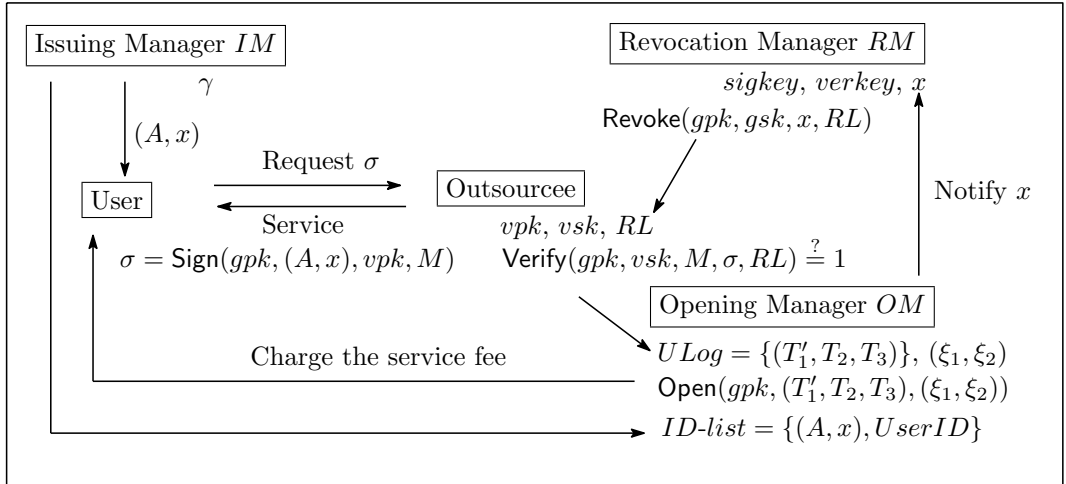 Issuing Manager IM
Revocation Manager RM
γ
sigkey, verkey, x
(A, x)
Revoke(gpk, gsk, x, RL)
Request σ
User
Outsourcee
Notify x
Service
vpk, vsk, RL
σ = Sign(gpk, (A, x), vpk, M)
Verify(gpk, vsk, M, σ, RL) ≟ 1
Opening Manager OM
Charge the service fee
ULog = {(T′₁, T₂, T₃)}, (ξ₁, ξ₂)
Open(gpk, (T′₁, T₂, T₃), (ξ₁, ξ₂))
ID-list = {(A, x), UserID}